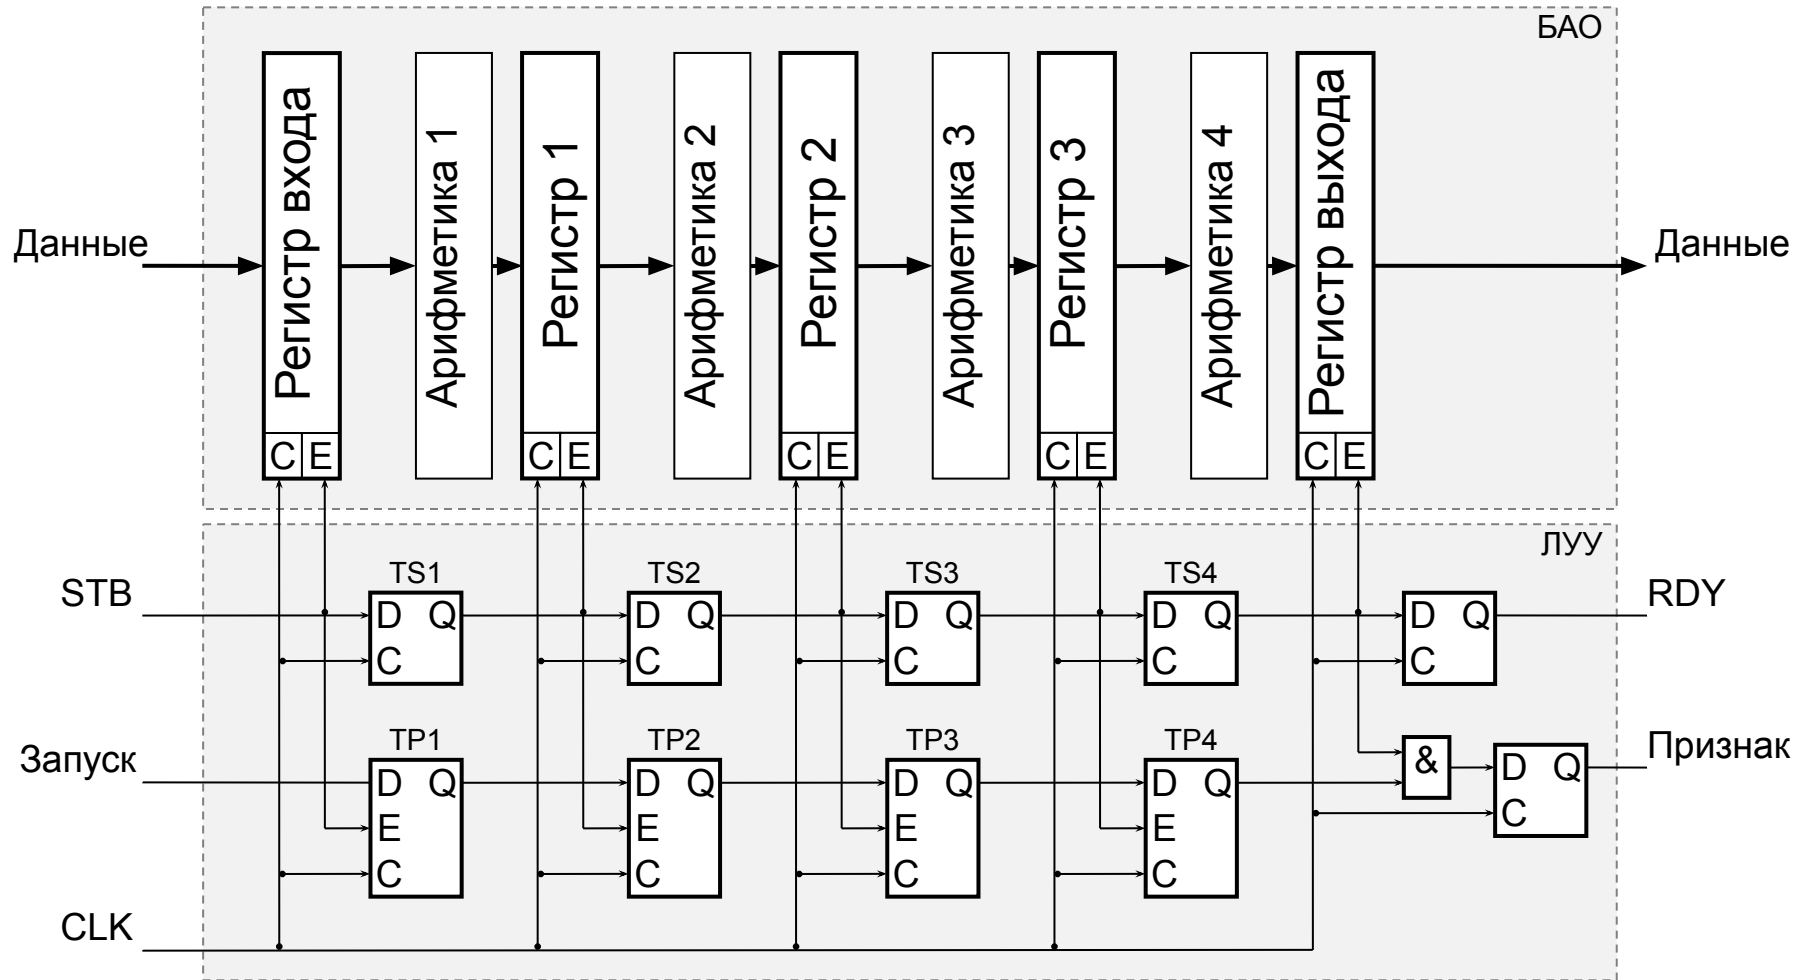 БАО
Данные
Регистр входа
C E
Арифметика 1
Регистр 1
C E
Арифметика 2
Регистр 2
C E
Арифметика 3
Регистр 3
C E
Арифметика 4
Регистр выхода
C E
Данные
ЛУУ
STB
TS1
D Q
C
TS2
D Q
C
TS3
D Q
C
TS4
D Q
C
D Q
C
RDY
Запуск
TP1
D Q
E
C
TP2
D Q
E
C
TP3
D Q
E
C
TP4
D Q
E
C
&
D Q
C
Признак
CLK